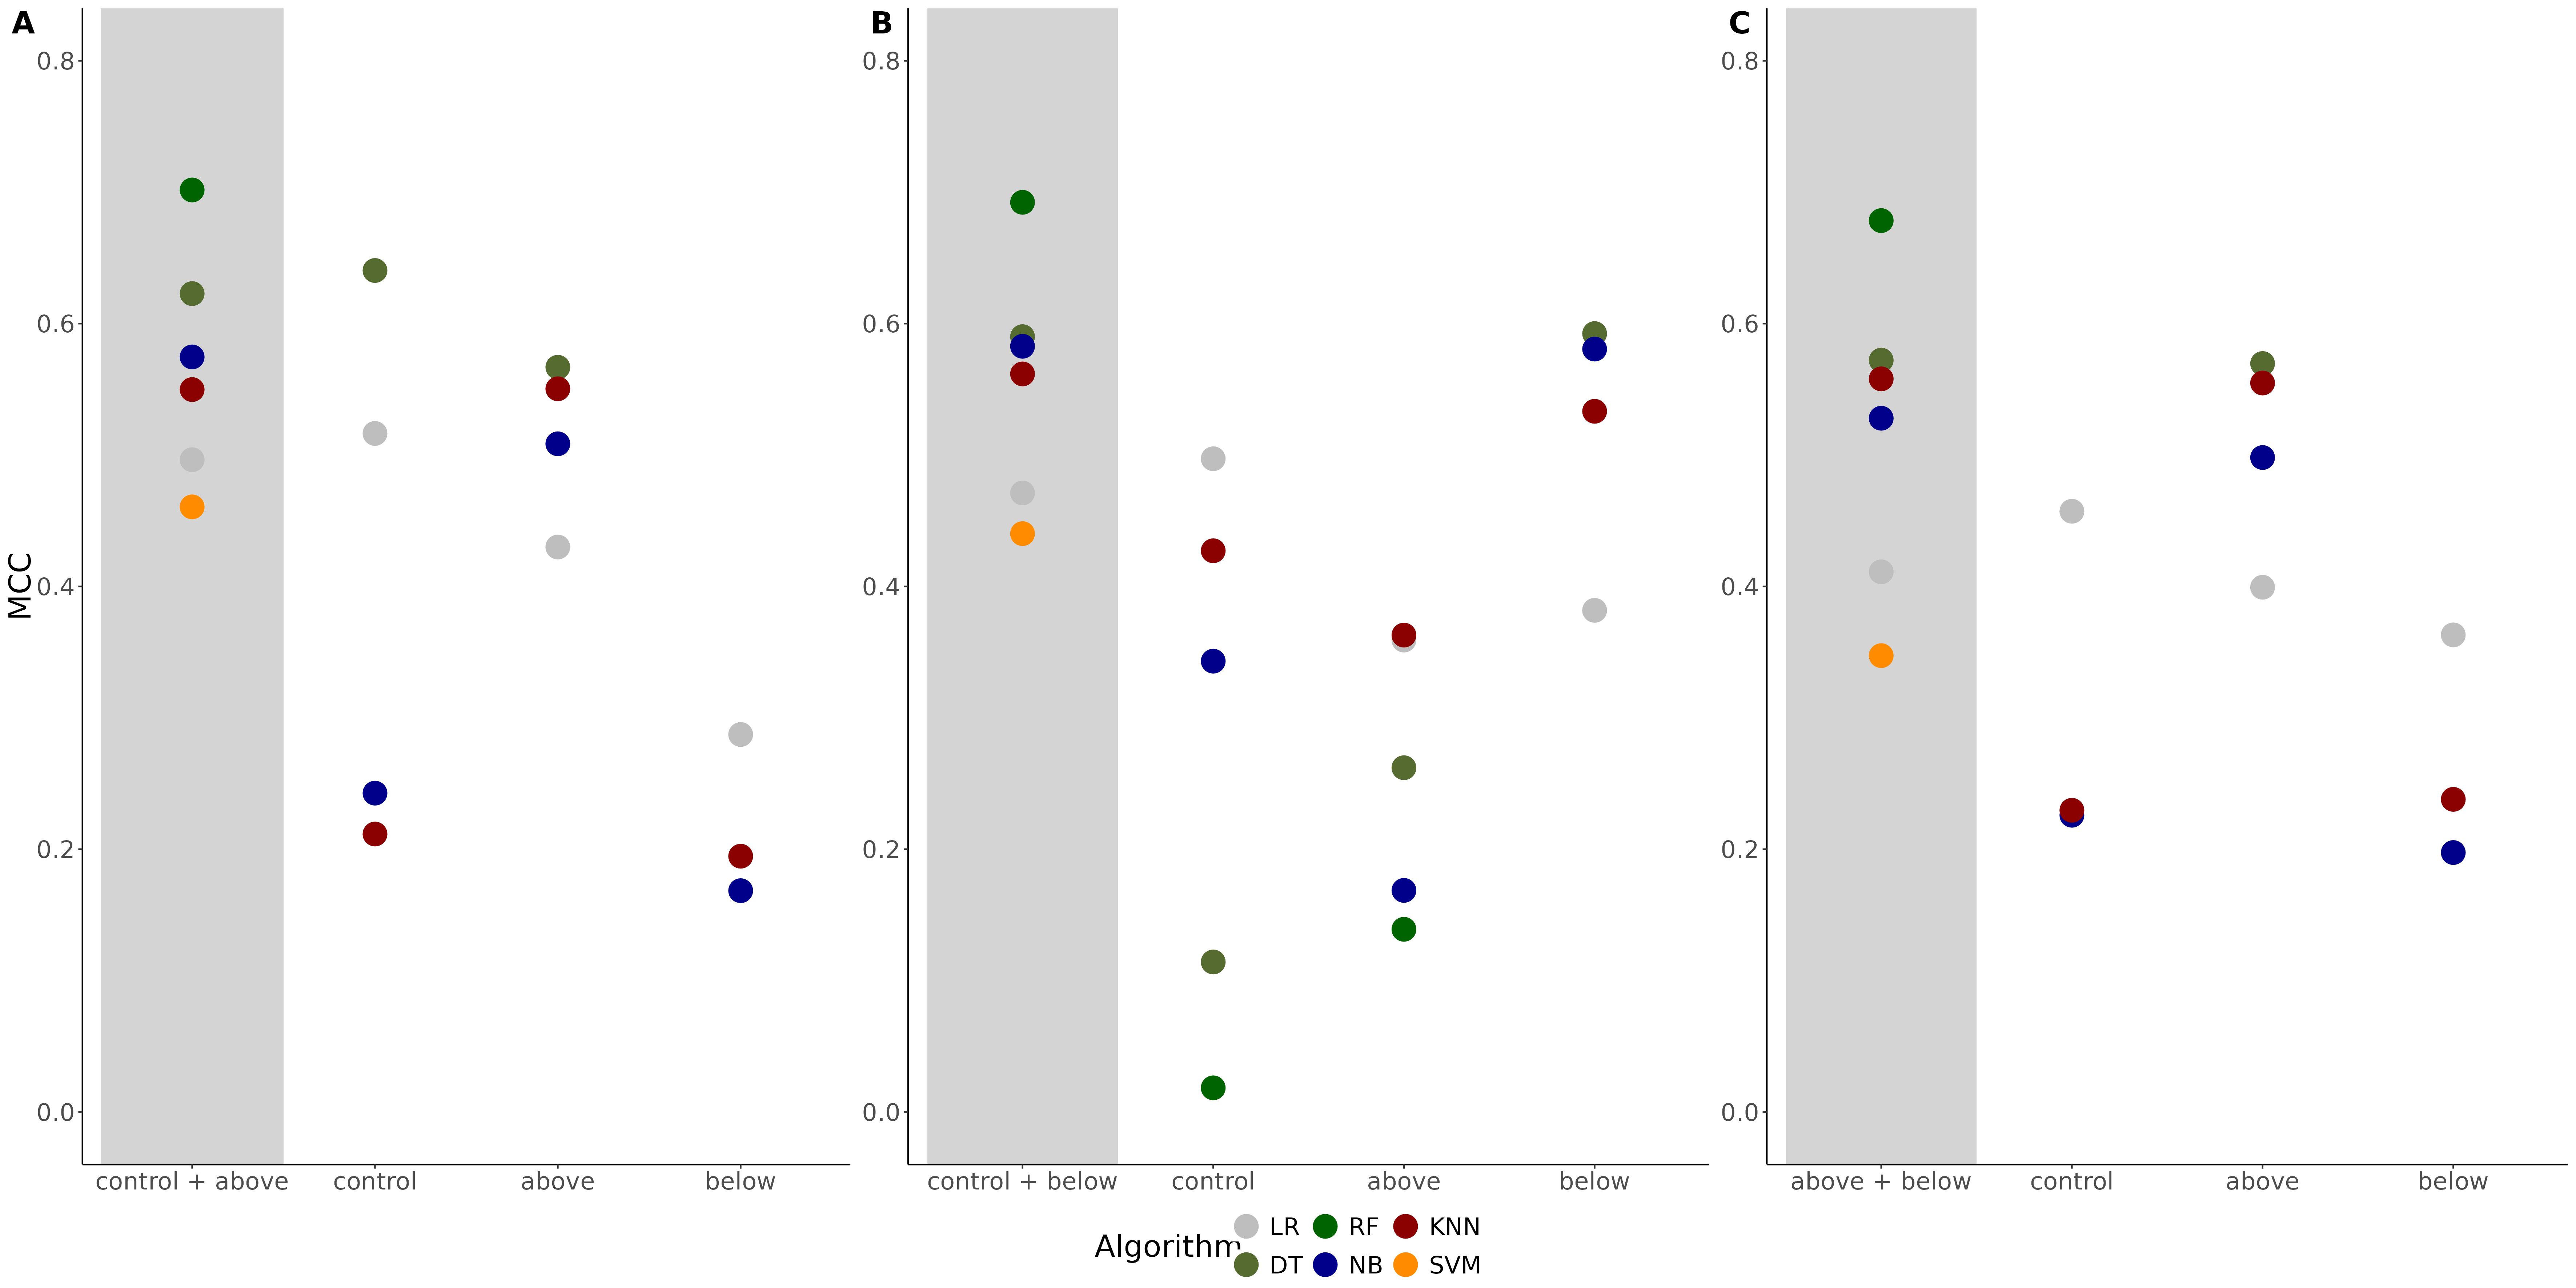 A
B
C
0.8
0.6
0.4
0.2
0.0
0.8
0.6
0.4
0.2
0.0
0.8
0.6
0.4
0.2
0.0
MCC
control + above control above below
control + below control above below
above + below control above below
Algorithm
LR RF KNN
DT NB SVM